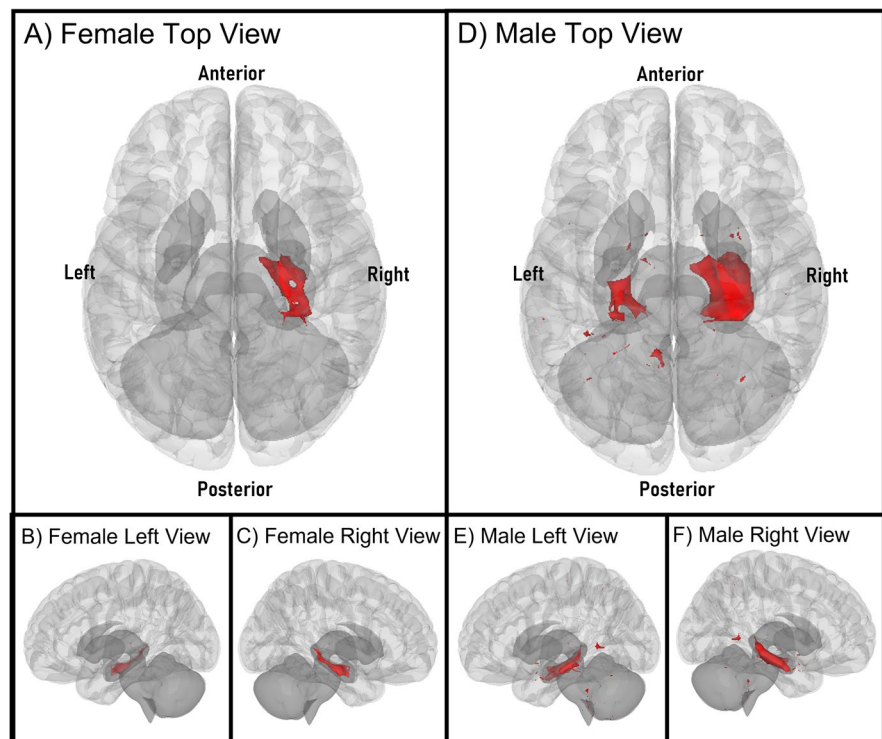 A) Female Top View
Anterior
Left
Right
Posterior
D) Male Top View
Anterior
Left
Right
Posterior
B) Female Left View
C) Female Right View
E) Male Left View
F) Male Right View